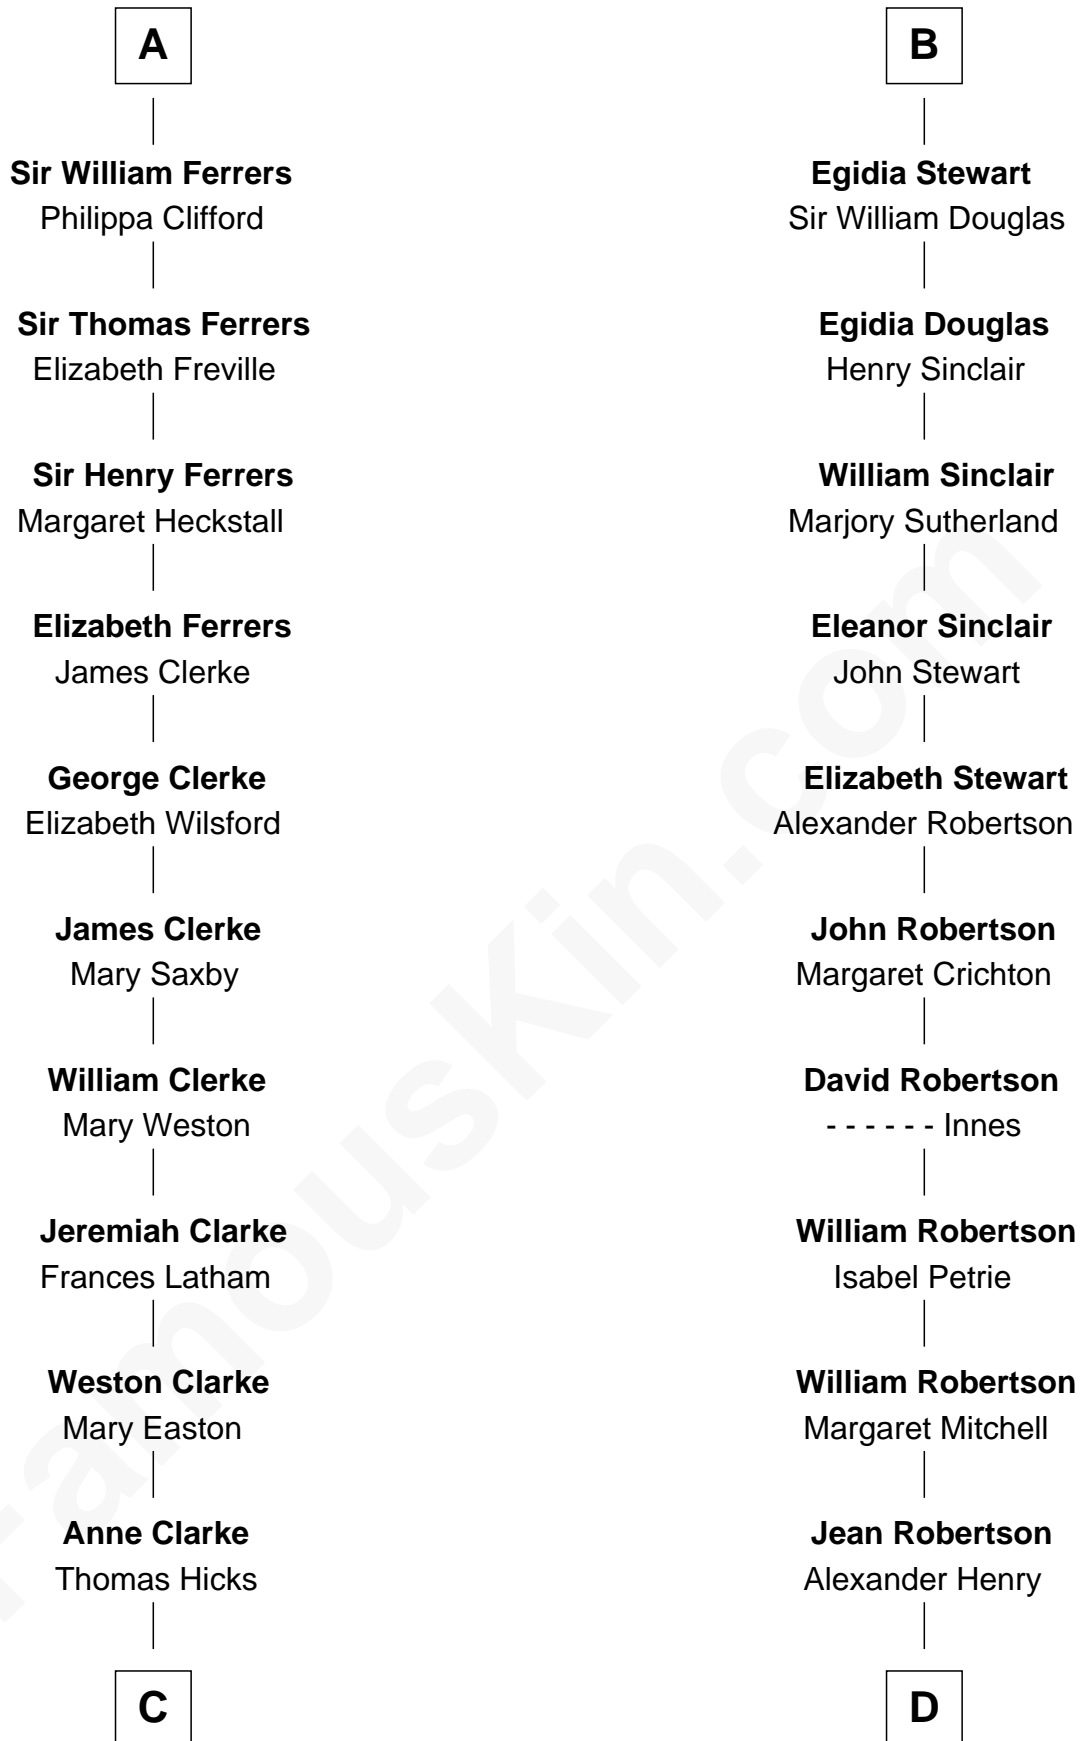 A
Sir William Ferrers
Philippa Clifford
Sir Thomas Ferrers
Elizabeth Freville
Sir Henry Ferrers
Margaret Heckstall
Elizabeth Ferrers
James Clerke
George Clerke
Elizabeth Wilsford
James Clerke
Mary Saxby
William Clerke
Mary Weston
Jeremiah Clarke
Frances Latham
Weston Clarke
Mary Easton
Anne Clarke
Thomas Hicks
C
B
Egidia Stewart
Sir William Douglas
Egidia Douglas
Henry Sinclair
William Sinclair
Marjory Sutherland
Eleanor Sinclair
John Stewart
Elizabeth Stewart
Alexander Robertson
John Robertson
Margaret Crichton
David Robertson
- - - - - - Innes
William Robertson
Isabel Petrie
William Robertson
Margaret Mitchell
Jean Robertson
Alexander Henry
D
FamousKin.com